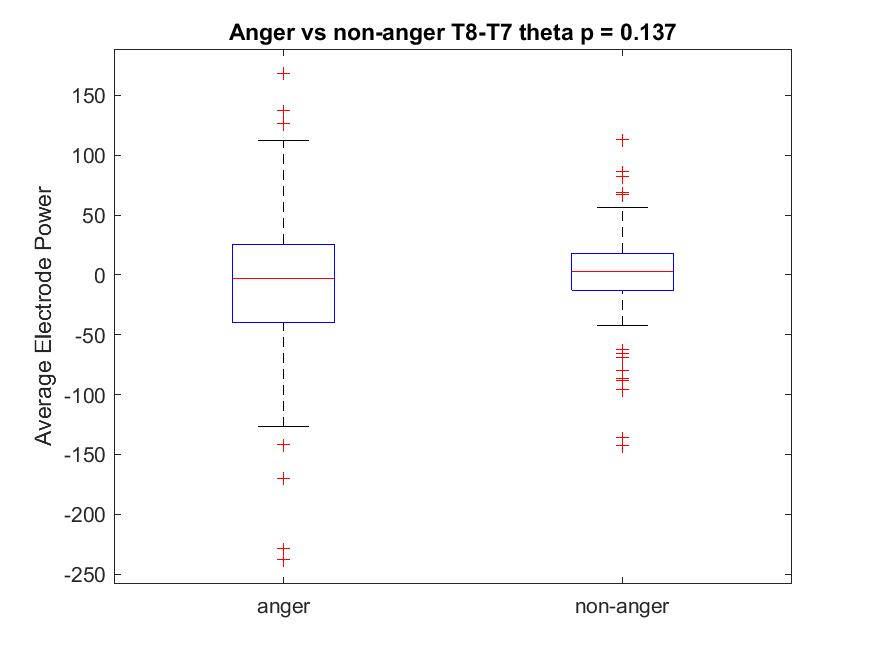 Anger vs non-anger T8-T7 theta p = 0.137
Average Electrode Power
150
100
50
0
-50
-100
-150
-200
-250
anger
non-anger